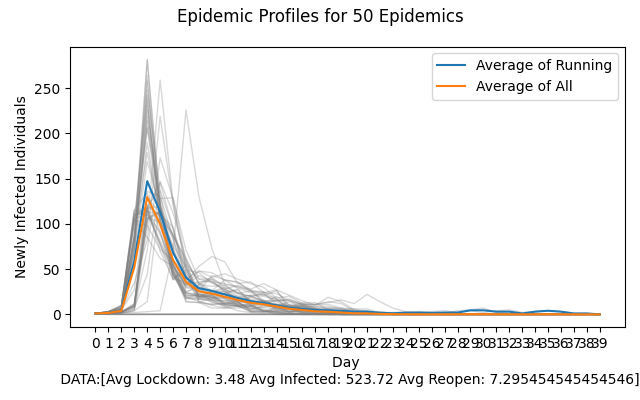 Epidemic Profiles for 50 Epidemics
Average of Running
Average of All
Newly Infected Individuals
250
200
150
100
50
0
0 1 2 3 4 5 6 7 8 9 10 11 12 13 14 15 16 17 18 19 20 21 22 23 24 25 26 27 28 29 30 31 32 33 34 35 36 37 38 39
Day
DATA:[Avg Lockdown: 3.48 Avg Infected: 523.72 Avg Reopen: 7.295454545454546]